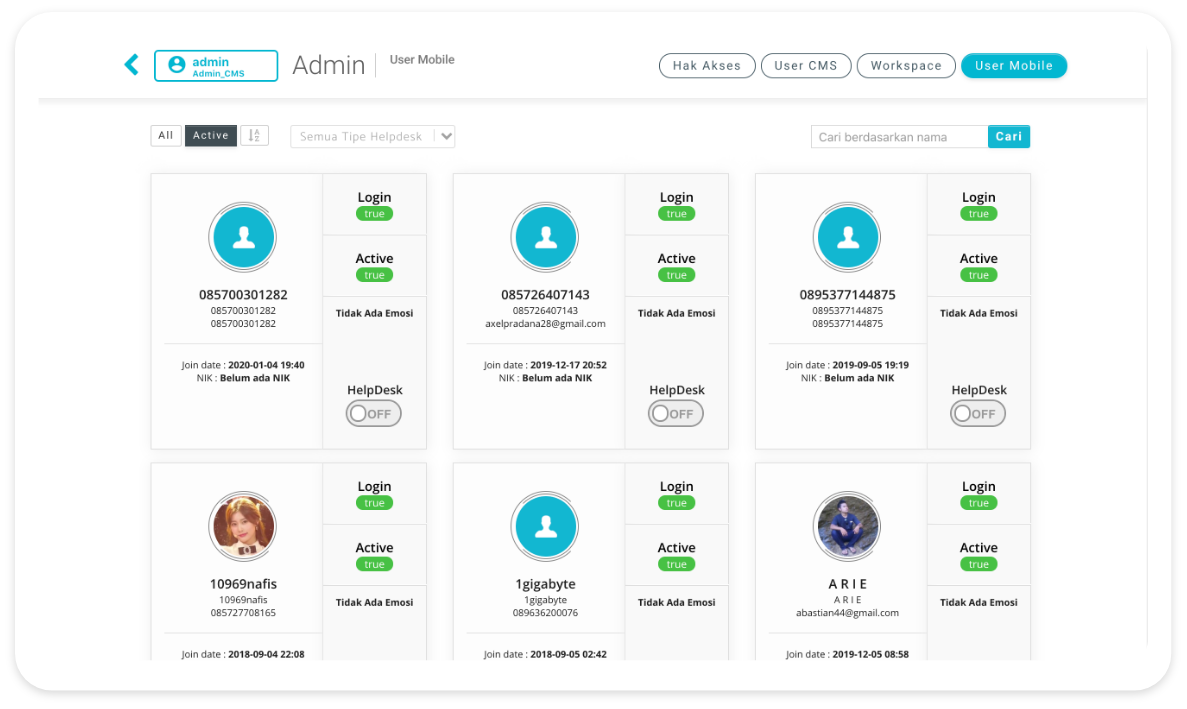 admin
Admin_CMS
Admin
User Mobile
Hak Akses
User CMS
Workspace
User Mobile
All
Active
Semua Tipe Helpdesk
Cari berdasarkan nama
Cari
085700301282
085700301282
085700301282
Join date : 2020-01-04 19:40
NIK : Belum ada NIK
Login
true
Active
true
Tidak Ada Emosi
HelpDesk
OFF
085726407143
085726407143
axelpradana28@gmail.com
Join date : 2019-12-17 20:52
NIK : Belum ada NIK
Login
true
Active
true
Tidak Ada Emosi
HelpDesk
OFF
0895377144875
0895377144875
0895377144875
Join date : 2019-09-05 19:19
NIK : Belum ada NIK
Login
true
Active
true
Tidak Ada Emosi
HelpDesk
OFF
10969nafis
10969nafis
085727708165
Join date : 2018-09-04 22:08
Login
true
Active
true
Tidak Ada Emosi
1gigabyte
1gigabyte
089636200076
Join date : 2018-09-05 02:42
Login
true
Active
true
Tidak Ada Emosi
A R I E
A R I E
abastian44@gmail.com
Join date : 2019-12-05 08:58
Login
true
Active
true
Tidak Ada Emosi